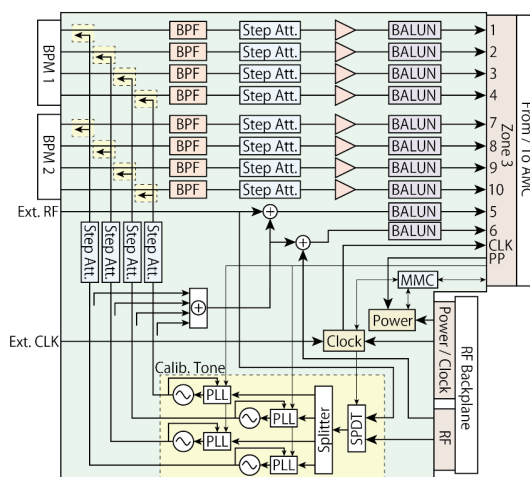 BPM 1
BPF Step Att. BALUN 1
BPF Step Att. BALUN 2
BPF Step Att. BALUN 3
BPF Step Att. BALUN 4
BPM 2
BPF Step Att. BALUN 7
BPF Step Att. BALUN 8
BPF Step Att. BALUN 9
BPF Step Att. BALUN 10
Ext. RF
BALUN 5
BALUN 6
CLK
PP
Zone 3
From / To AMC
Step Att.
Step Att.
Step Att.
Step Att.
+
+
+
MMC
Power
Ext. CLK
Clock
Power / Clock
RF
RF Backplane
Calib. Tone
PLL
PLL
PLL
PLL
Splitter
SPDT